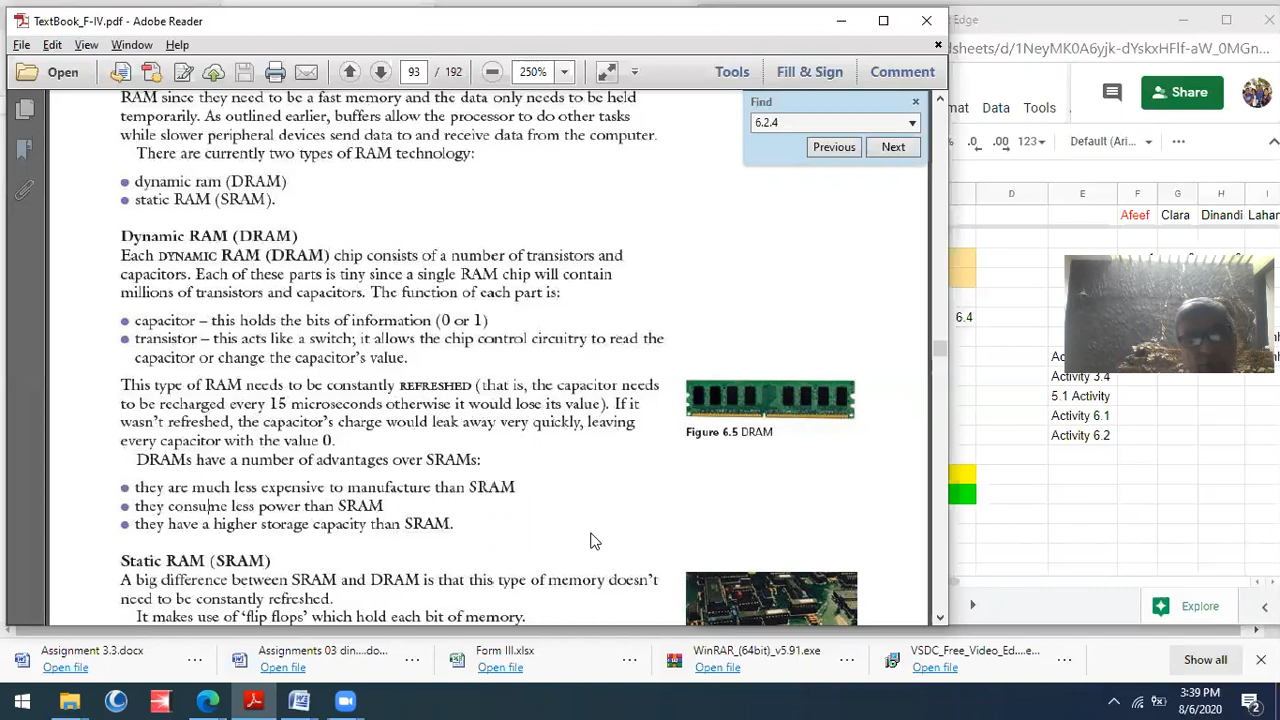 TextBook_F-IV.pdf - Adobe Reader
File Edit View Window Help
Open 93 / 192 250% Tools Fill & Sign Comment
RAM since they need to be a fast memory and the data only needs to be held
temporarily. As outlined earlier, buffers allow the processor to do other tasks
while slower peripheral devices send data to and receive data from the computer.
There are currently two types of RAM technology:
dynamic ram (DRAM)
static RAM (SRAM).
Dynamic RAM (DRAM)
Each DYNAMIC RAM (DRAM) chip consists of a number of transistors and
capacitors. Each of these parts is tiny since a single RAM chip will contain
millions of transistors and capacitors. The function of each part is:
capacitor – this holds the bits of information (0 or 1)
transistor – this acts like a switch; it allows the chip control circuitry to read the
capacitor or change the capacitor's value.
This type of RAM needs to be constantly REFRESHED (that is, the capacitor needs
to be recharged every 15 microseconds otherwise it would lose its value). If it
wasn't refreshed, the capacitor's charge would leak away very quickly, leaving
every capacitor with the value 0.
DRAMs have a number of advantages over SRAMs:
they are much less expensive to manufacture than SRAM
they consume less power than SRAM
they have a higher storage capacity than SRAM.
Static RAM (SRAM)
A big difference between SRAM and DRAM is that this type of memory doesn't
need to be constantly refreshed.
It makes use of 'flip flops' which hold each bit of memory.
Figure 6.5 DRAM
Find
6.2.4
Previous Next
Edge
dsheets/d/1NeyMK0A6yjk-dYskxHFlf-aW_0MGn...
mat Data Tools Share
% .0 .00 123 Default (Ari...
D E F G H I
Afeef Clara Dinandi Lahar
6.4
Activity 3.4
5.1 Activity
Activity 6.1
Activity 6.2
Explore
Assignment 3.3.docx
Open file
Assignments 03 din....do...
Open file
Form III.xlsx
Open file
WinRAR_(64bit)_v5.91.exe
Open file
VSDC_Free_Video_Ed....e...
Open file
Show all
3:39 PM
8/6/2020
2